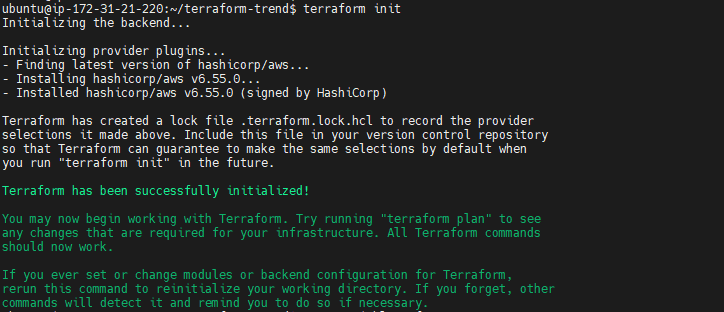 ubuntu@ip-172-31-21-220:~/terraform-trend$ terraform init
Initializing the backend...
Initializing provider plugins...
- Finding latest version of hashicorp/aws...
- Installing hashicorp/aws v6.55.0...
- Installed hashicorp/aws v6.55.0 (signed by HashiCorp)
Terraform has created a lock file .terraform.lock.hcl to record the provider
selections it made above. Include this file in your version control repository
so that Terraform can guarantee to make the same selections by default when
you run "terraform init" in the future.
Terraform has been successfully initialized!
You may now begin working with Terraform. Try running "terraform plan" to see
any changes that are required for your infrastructure. All Terraform commands
should now work.
If you ever set or change modules or backend configuration for Terraform,
rerun this command to reinitialize your working directory. If you forget, other
commands will detect it and remind you to do so if necessary.